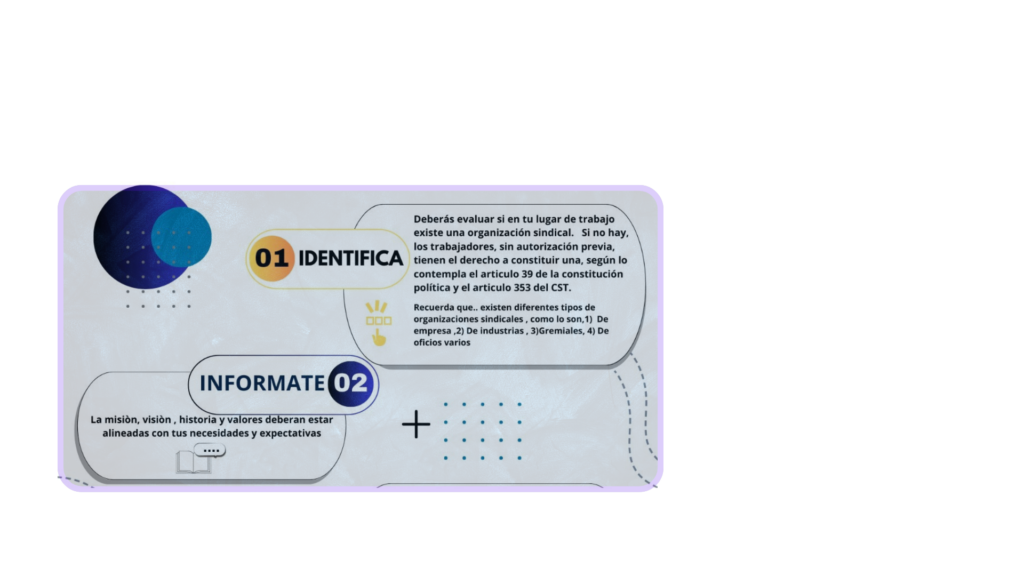 01 IDENTIFICA
Deberás evaluar si en tu lugar de trabajo
existe una organización sindical. Si no hay,
los trabajadores, sin autorización previa,
tienen el derecho a constituir una, según lo
contempla el articulo 39 de la constitución
política y el articulo 353 del CST.
Recuerda que.. existen diferentes tipos de
organizaciones sindicales , como lo son,1) De
empresa ,2) De industrias , 3)Gremiales, 4) De
oficios varios
INFORMATE 02
La misiòn, visiòn , historia y valores deberan estar
alineadas con tus necesidades y expectativas